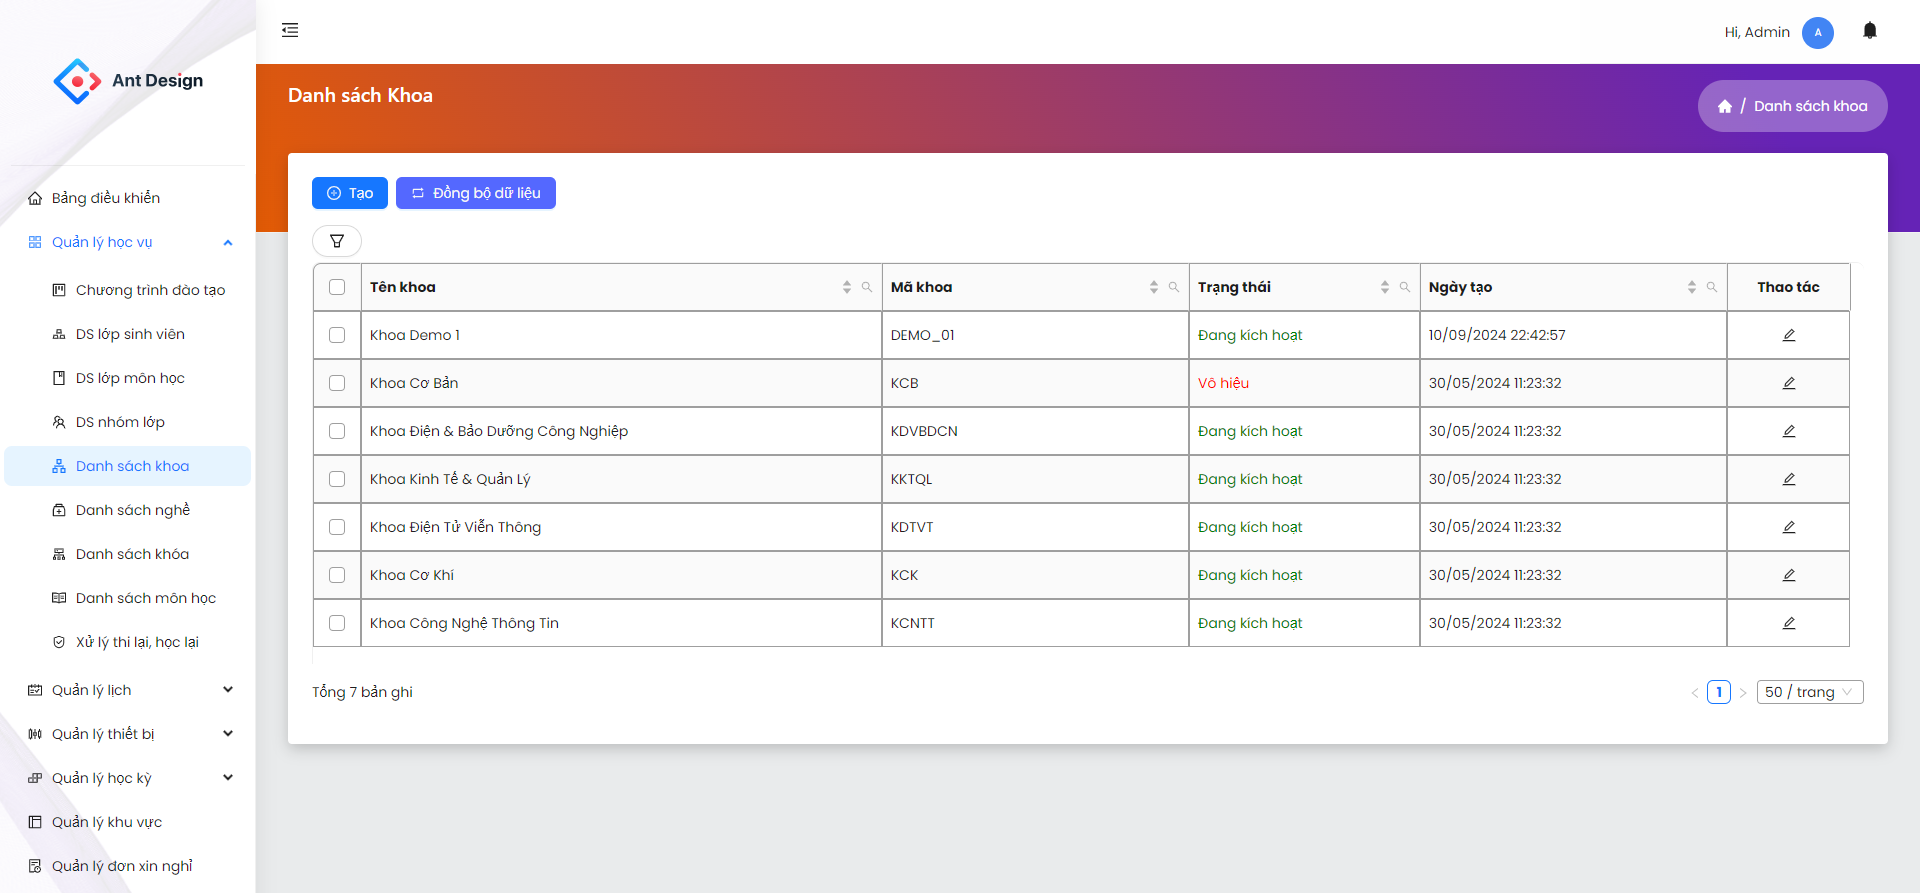 Ant Design
Bảng điều khiển
Quản lý học vụ
Chương trình đào tạo
DS lớp sinh viên
DS lớp môn học
DS nhóm lớp
Danh sách khoa
Danh sách nghề
Danh sách khóa
Danh sách môn học
Xử lý thi lại, học lại
Quản lý lịch
Quản lý thiết bị
Quản lý học kỳ
Quản lý khu vực
Quản lý đơn xin nghỉ
Hi, Admin A
Danh sách Khoa
/ Danh sách khoa
Tạo Đồng bộ dữ liệu
Tên khoa Mã khoa Trạng thái Ngày tạo Thao tác
Khoa Demo 1 DEMO_01 Đang kích hoạt 10/09/2024 22:42:57
Khoa Cơ Bản KCB Vô hiệu 30/05/2024 11:23:32
Khoa Điện & Bảo Dưỡng Công Nghiệp KDVBDCN Đang kích hoạt 30/05/2024 11:23:32
Khoa Kinh Tế & Quản Lý KKTQL Đang kích hoạt 30/05/2024 11:23:32
Khoa Điện Tử Viễn Thông KDTVT Đang kích hoạt 30/05/2024 11:23:32
Khoa Cơ Khí KCK Đang kích hoạt 30/05/2024 11:23:32
Khoa Công Nghệ Thông Tin KCNTT Đang kích hoạt 30/05/2024 11:23:32
Tổng 7 bản ghi
< 1 > 50 / trang